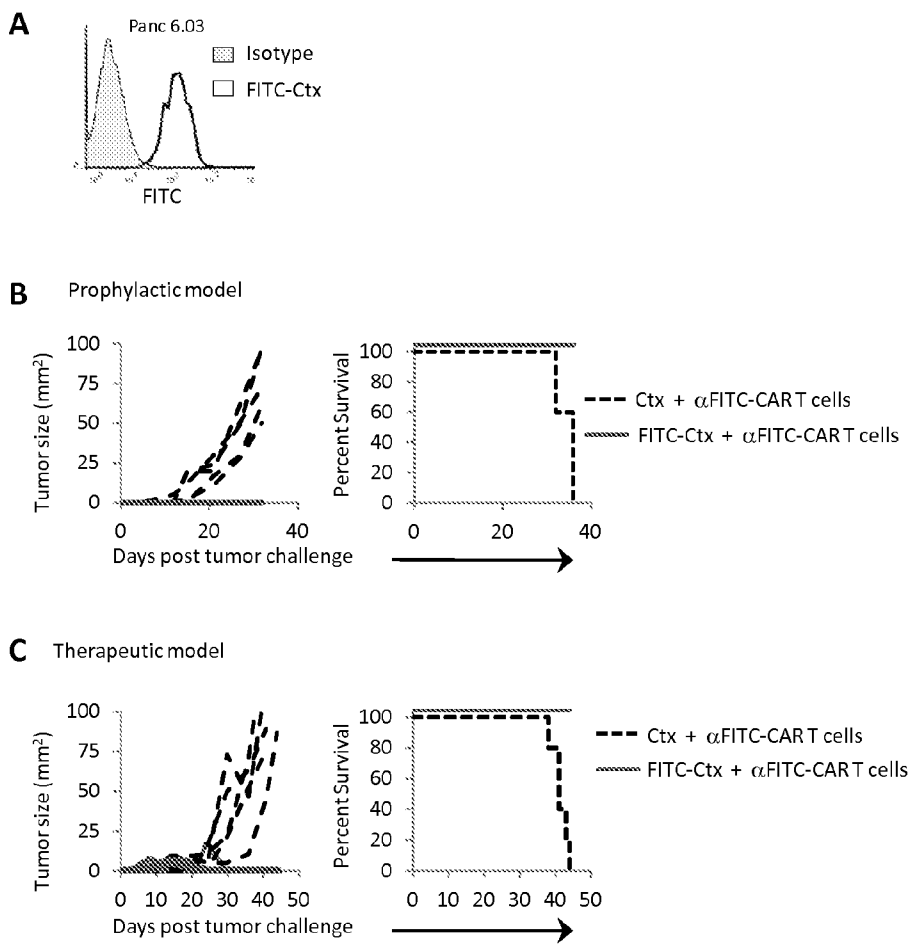 A
Panc 6.03
Isotype
FITC-Ctx
FITC
B
Prophylactic model
Tumor size (mm²)
100
75
50
25
0
0 20 40
Days post tumor challenge
Percent Survival
100
80
60
40
20
0
0 20 40
Ctx + αFITC-CART cells
FITC-Ctx + αFITC-CART cells
C
Therapeutic model
Tumor size (mm²)
100
75
50
25
0
0 10 20 30 40 50
Days post tumor challenge
Percent Survival
100
80
60
40
20
0
0 10 20 30 40 50
Ctx + αFITC-CART cells
FITC-Ctx + αFITC-CART cells